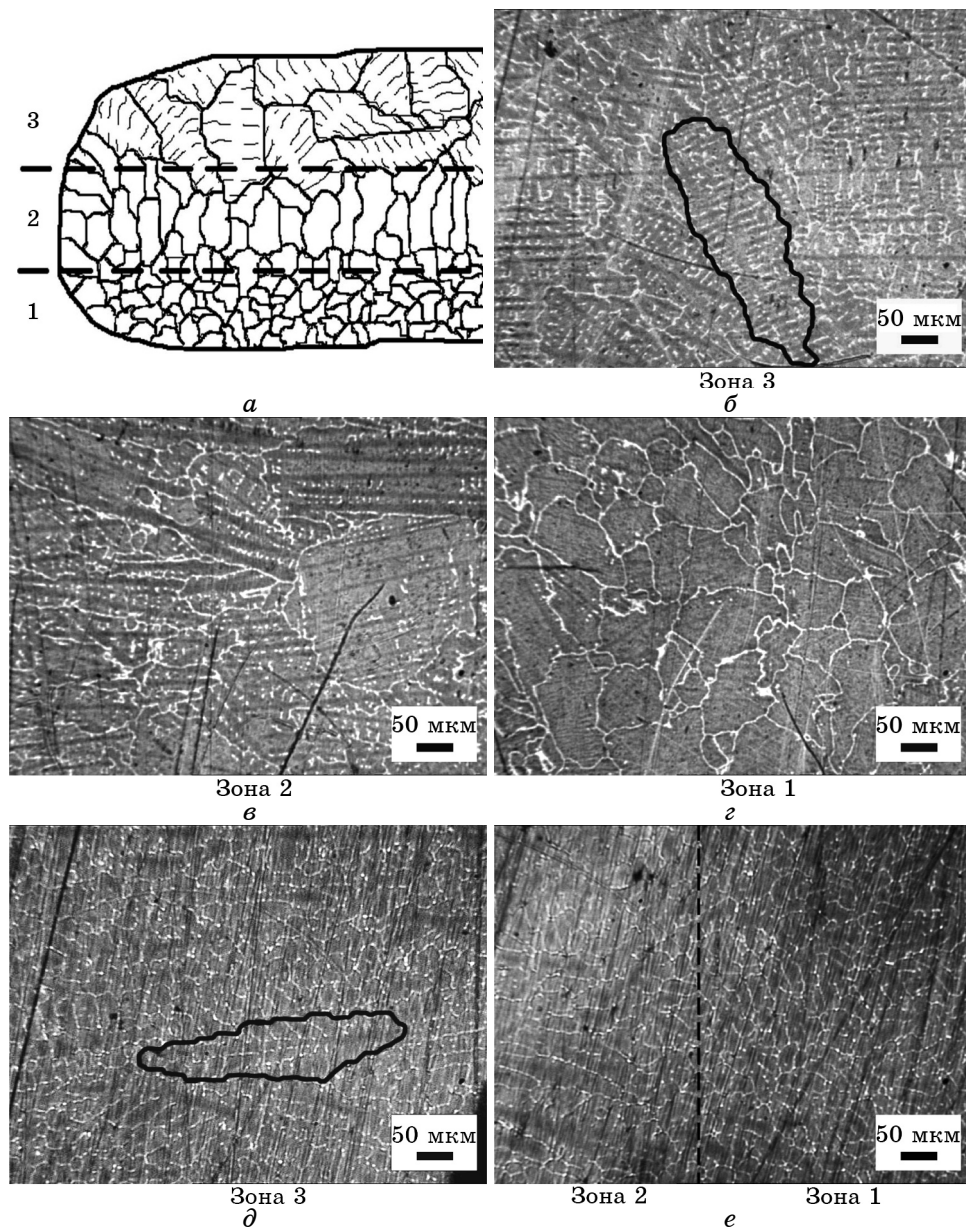 3
2
1
а
50 мкм
Зона 3
б
50 мкм
Зона 2
в
50 мкм
Зона 1
г
50 мкм
Зона 3
д
50 мкм
Зона 2 Зона 1
е